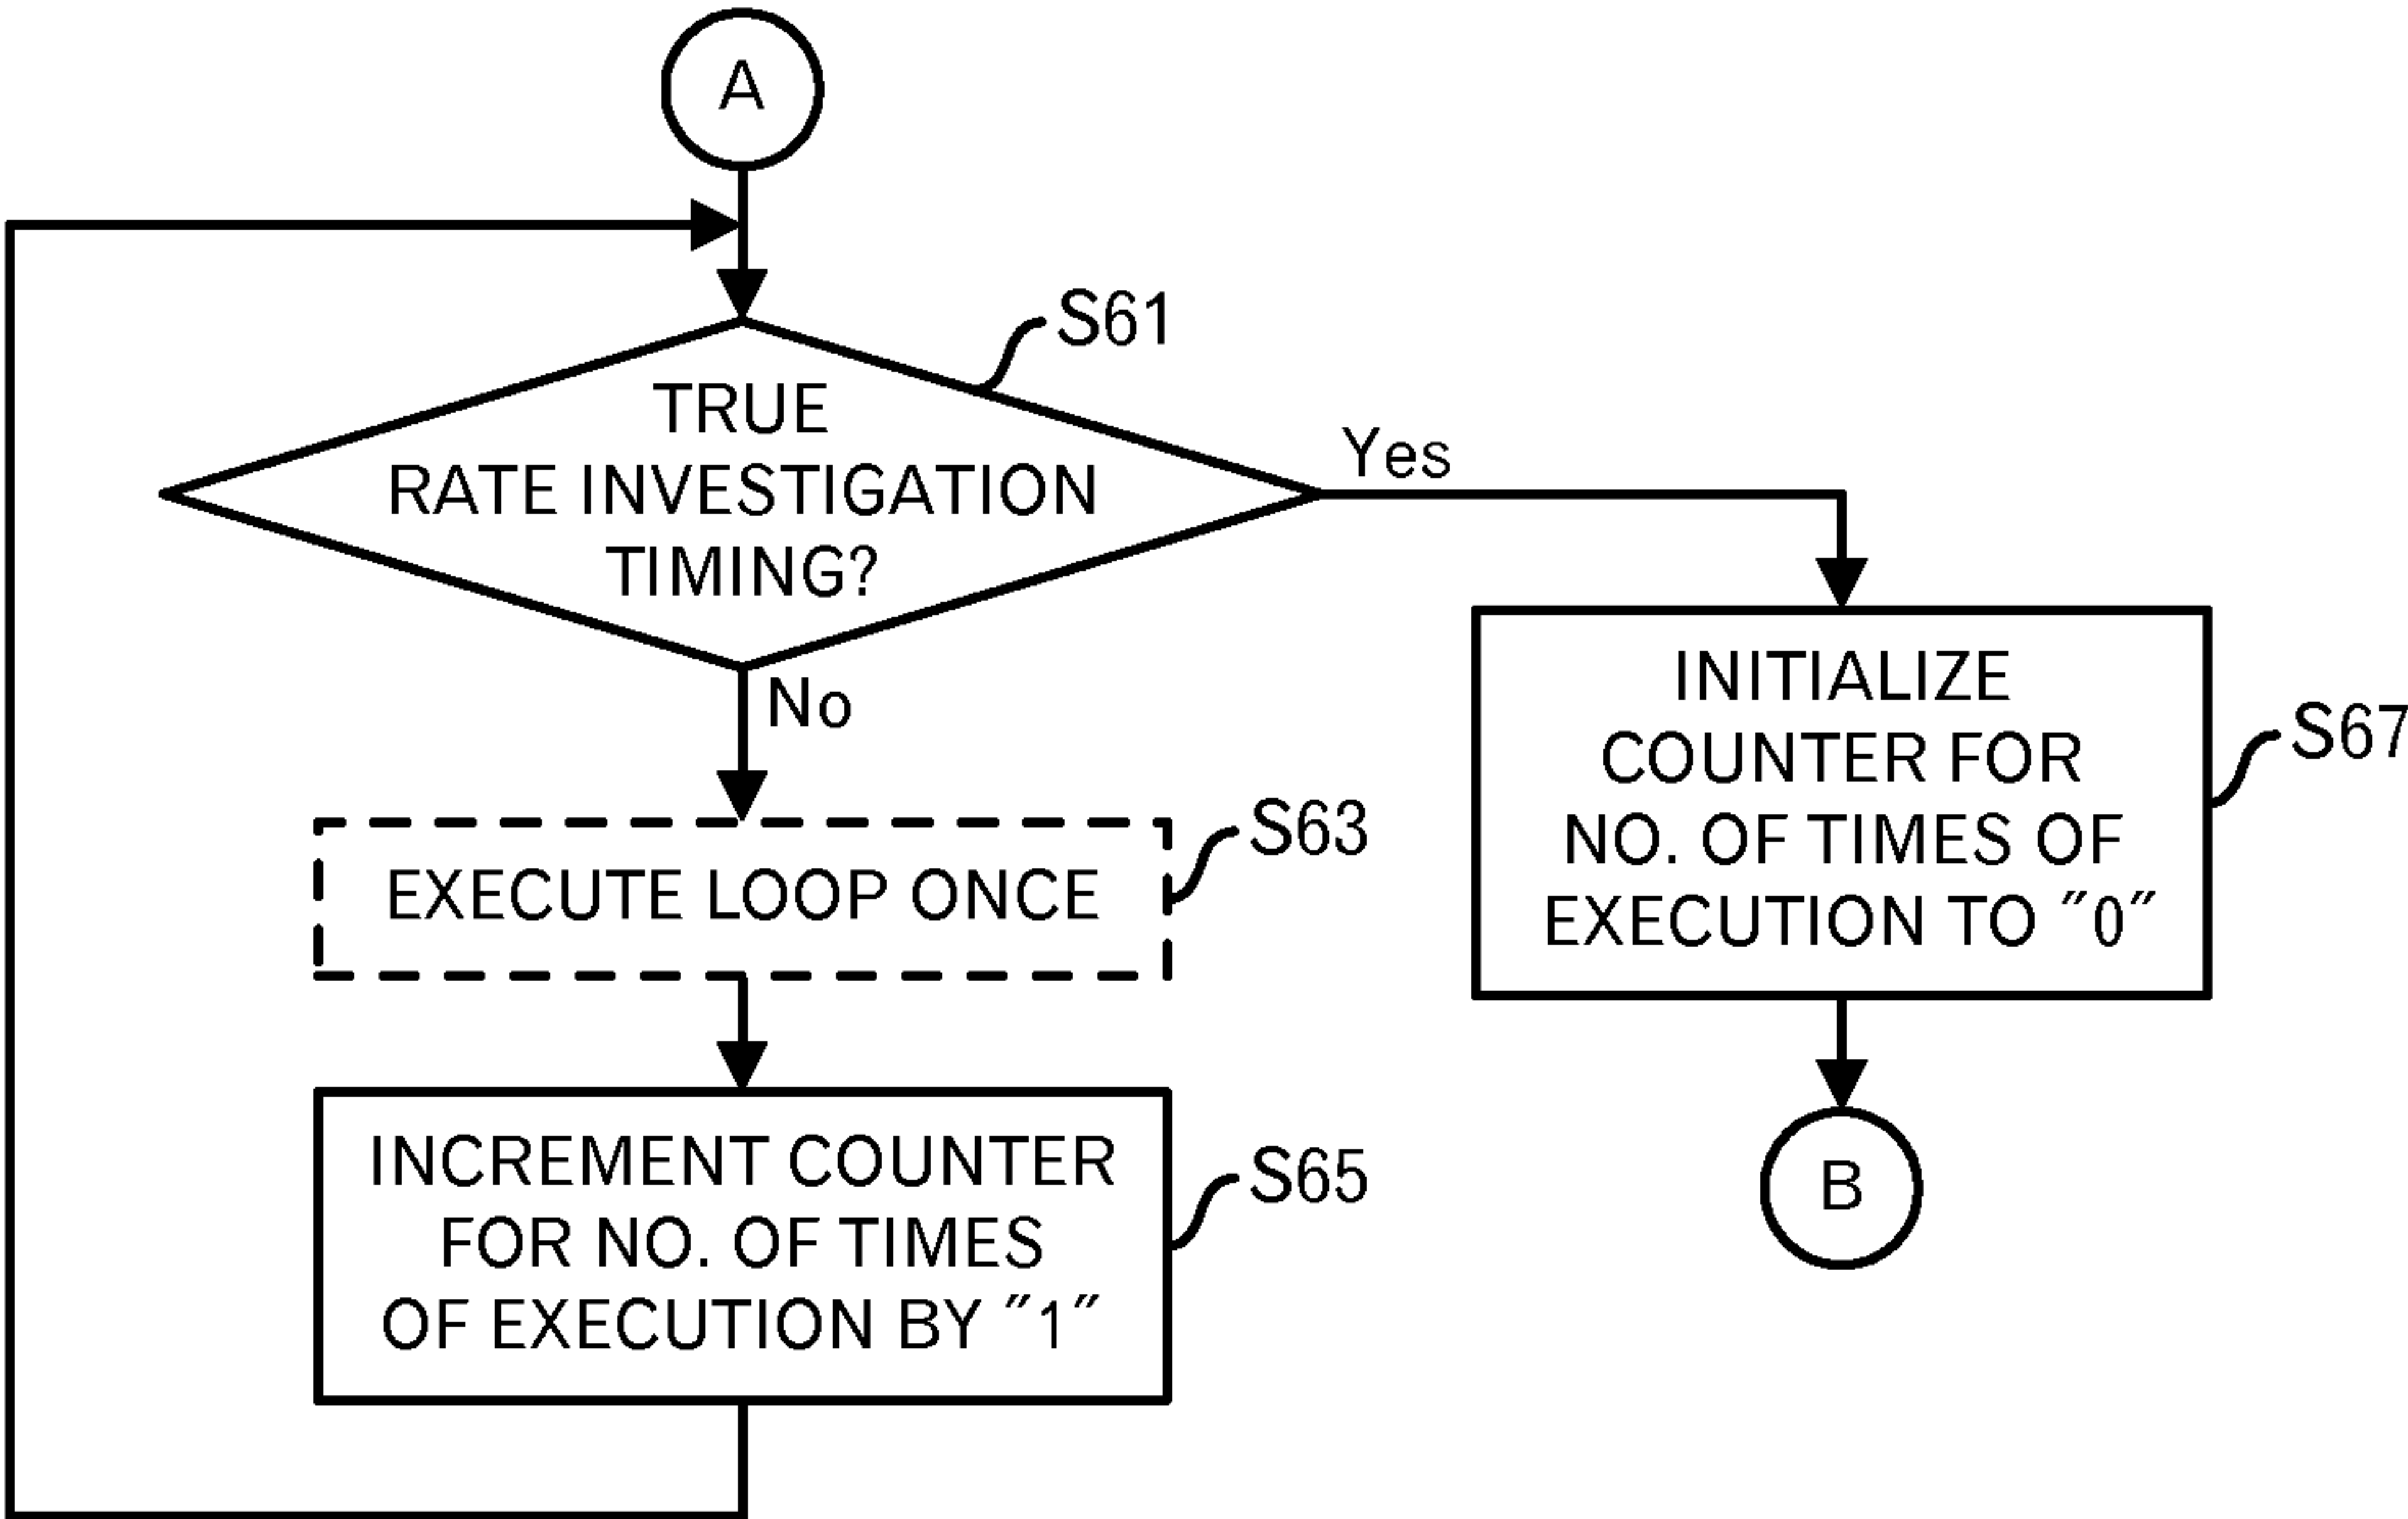 A
S61
TRUE
RATE INVESTIGATION
TIMING?
Yes
No
INITIALIZE
COUNTER FOR
NO. OF TIMES OF
EXECUTION TO "0"
S67
EXECUTE LOOP ONCE
S63
INCREMENT COUNTER
FOR NO. OF TIMES
OF EXECUTION BY "1"
S65
B